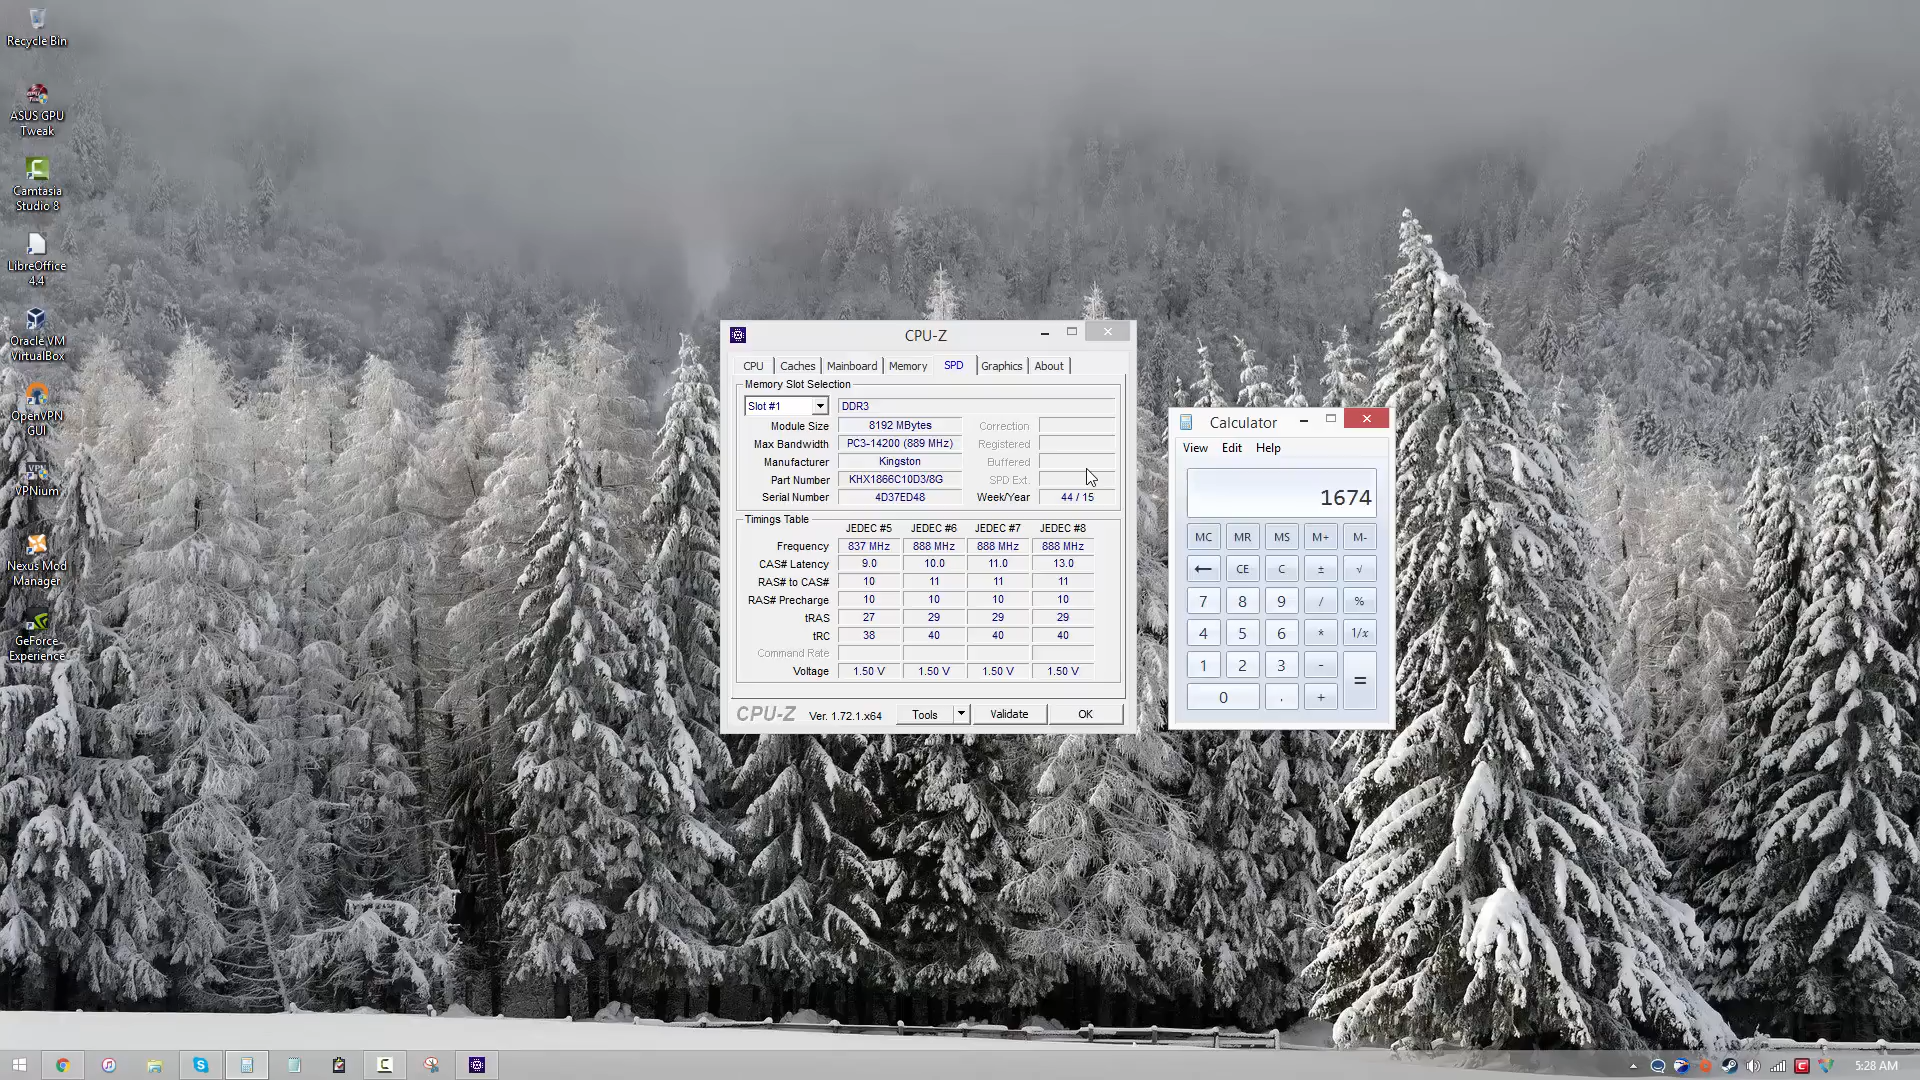 Recycle Bin
ASUS GPU
Tweak
Camtasia
Studio 8
LibreOffice
4.4
Oracle VM
VirtualBox
OpenVPN
GUI
VPNium
Nexus Mod
Manager
GeForce
Experience
CPU-Z
CPU Caches Mainboard Memory SPD Graphics About
Memory Slot Selection
Slot #1 DDR3
Module Size 8192 MBytes Correction
Max Bandwidth PC3-14200 (889 MHz) Registered
Manufacturer Kingston Buffered
Part Number KHX1866C10D3/8G SPD Ext.
Serial Number 4D37ED48 Week/Year 44 / 15
Timings Table
JEDEC #5 JEDEC #6 JEDEC #7 JEDEC #8
Frequency 837 MHz 888 MHz 888 MHz 888 MHz
CAS# Latency 9.0 10.0 11.0 13.0
RAS# to CAS# 10 11 11 11
RAS# Precharge 10 10 10 10
tRAS 27 29 29 29
tRC 38 40 40 40
Command Rate
Voltage 1.50 V 1.50 V 1.50 V 1.50 V
CPU-Z Ver. 1.72.1.x64 Tools Validate OK
Calculator
View Edit Help
1674
MC MR MS M+ M-
← CE C ± √
7 8 9 / %
4 5 6 * 1/x
1 2 3 - =
0 . +
5:28 AM